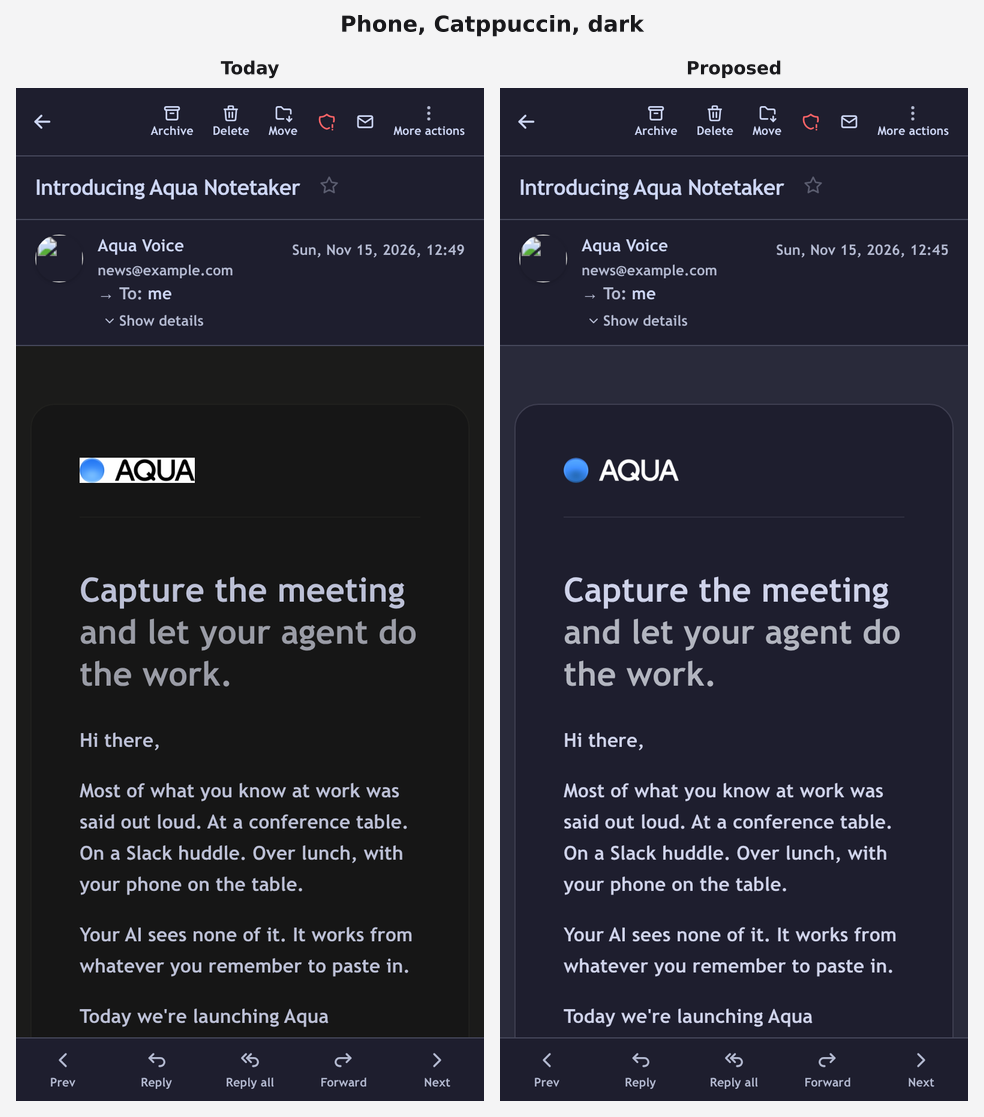 Phone, Catppuccin, dark
Today
Archive Delete Move More actions
Introducing Aqua Notetaker
Aqua Voice
Sun, Nov 15, 2026, 12:49
news@example.com
→ To: me
Show details
AQUA
Capture the meeting
and let your agent do
the work.
Hi there,
Most of what you know at work was
said out loud. At a conference table.
On a Slack huddle. Over lunch, with
your phone on the table.
Your AI sees none of it. It works from
whatever you remember to paste in.
Today we're launching Aqua
Prev Reply Reply all Forward Next
Proposed
Archive Delete Move More actions
Introducing Aqua Notetaker
Aqua Voice
Sun, Nov 15, 2026, 12:45
news@example.com
→ To: me
Show details
AQUA
Capture the meeting
and let your agent do
the work.
Hi there,
Most of what you know at work was
said out loud. At a conference table.
On a Slack huddle. Over lunch, with
your phone on the table.
Your AI sees none of it. It works from
whatever you remember to paste in.
Today we're launching Aqua
Prev Reply Reply all Forward Next